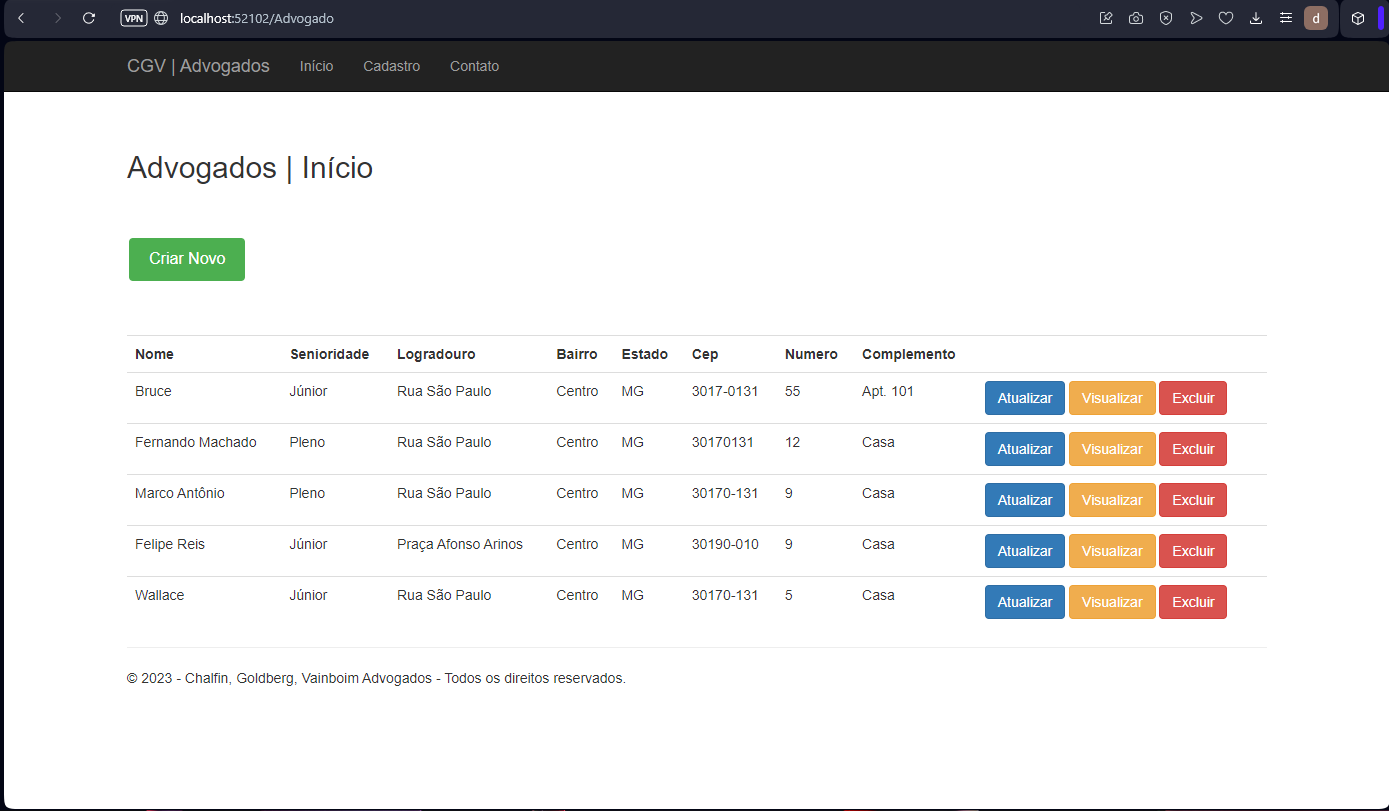 VPN localhost:52102/Advogado d
CGV | Advogados Início Cadastro Contato
Advogados | Início
Criar Novo
Nome Senioridade Logradouro Bairro Estado Cep Numero Complemento
Bruce Júnior Rua São Paulo Centro MG 3017-0131 55 Apt. 101 Atualizar Visualizar Excluir
Fernando Machado Pleno Rua São Paulo Centro MG 30170131 12 Casa Atualizar Visualizar Excluir
Marco Antônio Pleno Rua São Paulo Centro MG 30170-131 9 Casa Atualizar Visualizar Excluir
Felipe Reis Júnior Praça Afonso Arinos Centro MG 30190-010 9 Casa Atualizar Visualizar Excluir
Wallace Júnior Rua São Paulo Centro MG 30170-131 5 Casa Atualizar Visualizar Excluir
© 2023 - Chalfin, Goldberg, Vainboim Advogados - Todos os direitos reservados.